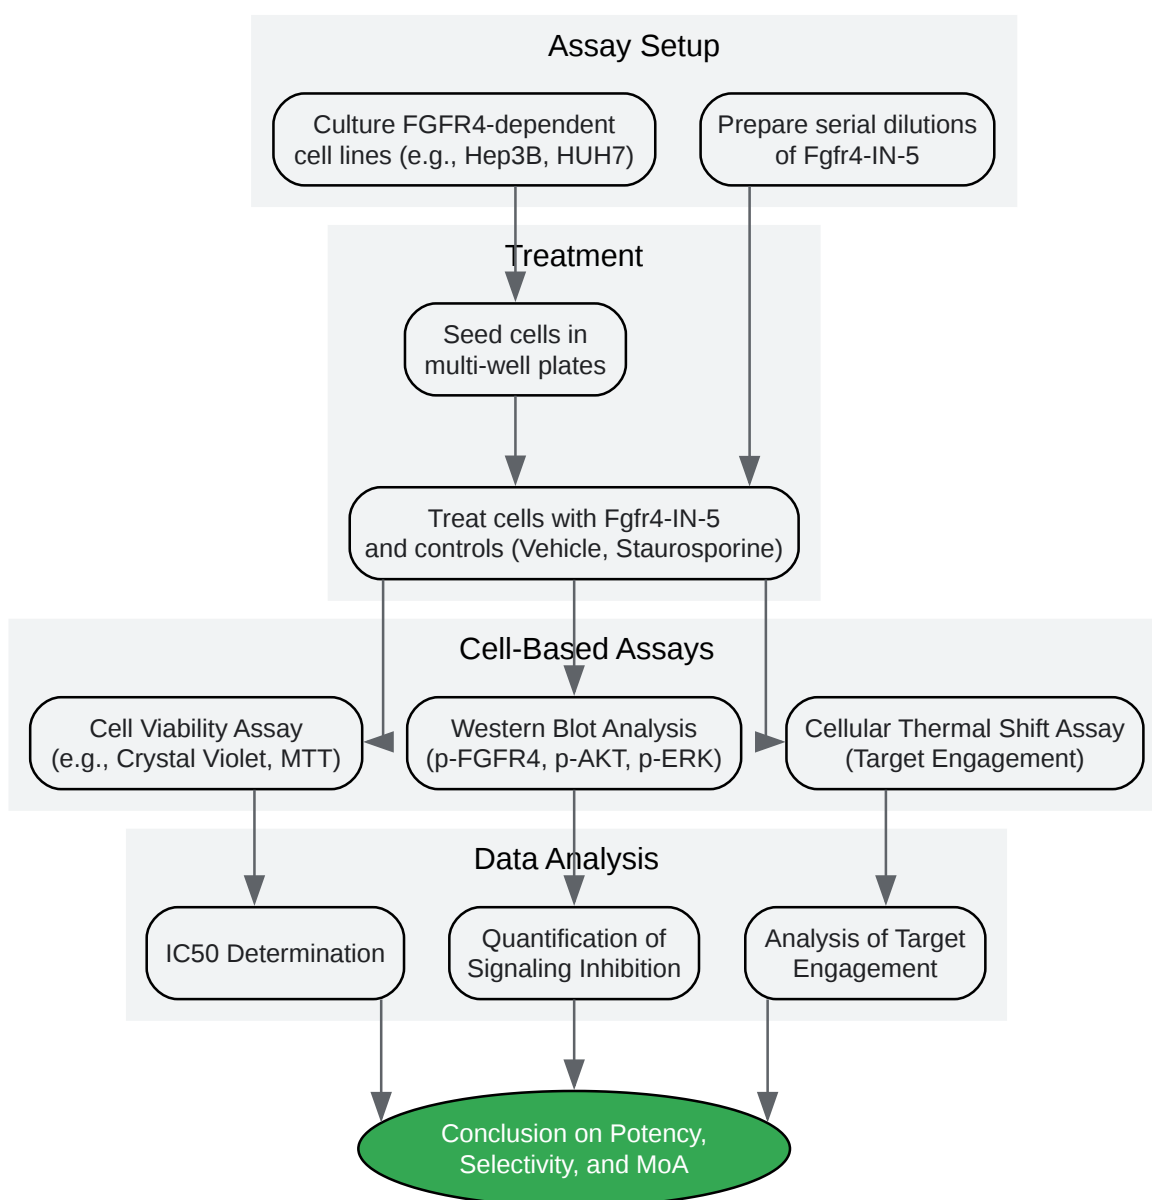 Assay Setup
Culture FGFR4-dependent
cell lines (e.g., Hep3B, HUH7)
Prepare serial dilutions
of Fgfr4-IN-5
Treatment
Seed cells in
multi-well plates
Treat cells with Fgfr4-IN-5
and controls (Vehicle, Staurosporine)
Cell-Based Assays
Cell Viability Assay
(e.g., Crystal Violet, MTT)
Western Blot Analysis
(p-FGFR4, p-AKT, p-ERK)
Cellular Thermal Shift Assay
(Target Engagement)
Data Analysis
IC50 Determination
Quantification of
Signaling Inhibition
Analysis of Target
Engagement
Conclusion on Potency,
Selectivity, and MoA